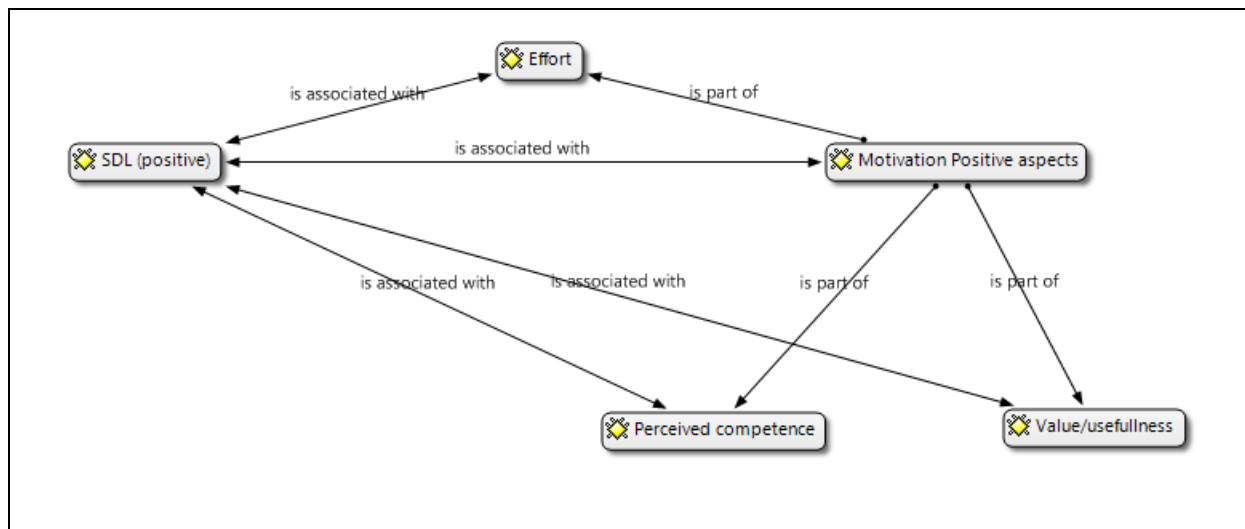 Effort
is associated with
is part of
SDL (positive)
is associated with
Motivation Positive aspects
is associated with
is associated with
is part of
is part of
Perceived competence
Value/usefullness